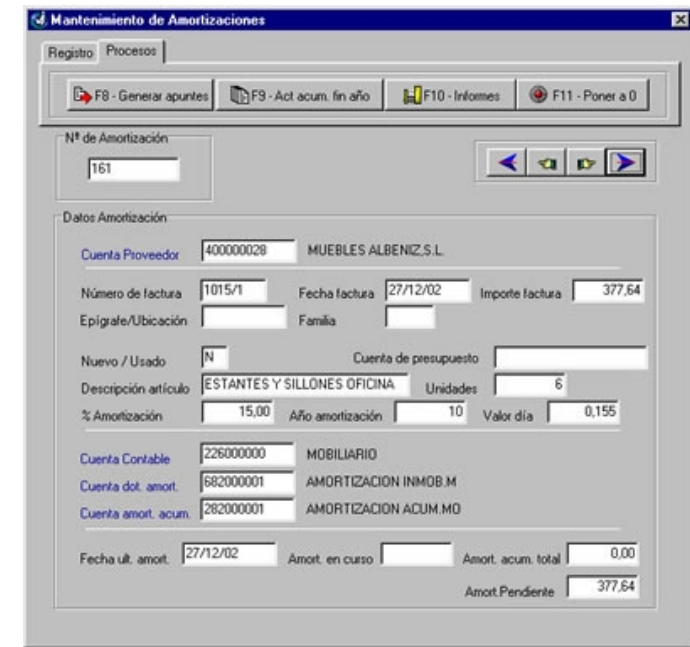 Mantenimiento de Amortizaciones
Registro Procesos
F8 - Generar apuntes F9 - Act acum. fin año F10 - Informes F11 - Poner a 0
Nº de Amortización
161
Datos Amortización
Cuenta Proveedor 400000028 MUEBLES ALBENIZ,S.L.
Número de factura 1015/1 Fecha factura 27/12/02 Importe factura 377,64
Epígrafe/Ubicación Familia
Nuevo / Usado N Cuenta de presupuesto
Descripción artículo ESTANTES Y SILLONES OFICINA Unidades 6
% Amortización 15,00 Año amortización 10 Valor día 0,155
Cuenta Contable 226000000 MOBILIARIO
Cuenta dot. amort. 682000001 AMORTIZACION INMOB.M
Cuenta amort. acum. 282000001 AMORTIZACION ACUM.MO
Fecha ult. amort. 27/12/02 Amort. en curso Amort. acum. total 0,00
Amort.Pendiente 377,64